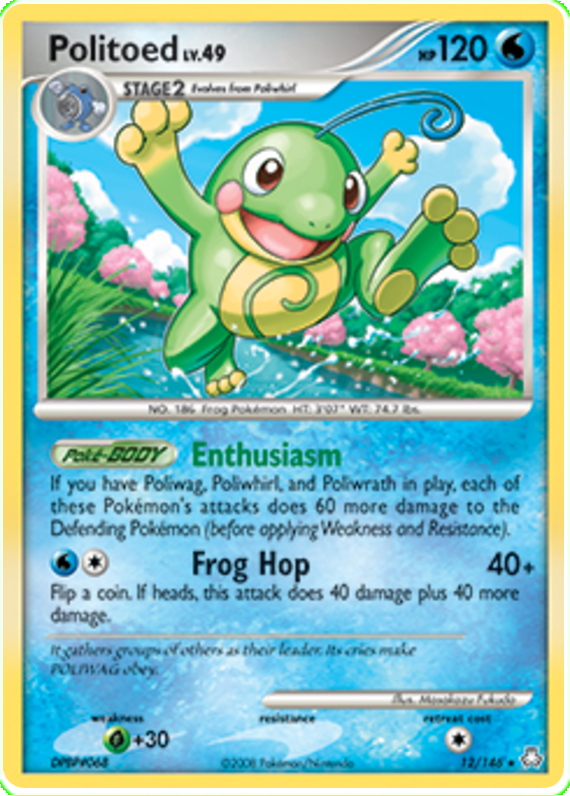 Politoed LV.49 HP 120
STAGE2 Evolves from Poliwhirl
NO. 186 Frog Pokémon HT: 3'07" WT: 74.7 lbs.
Poké-BODY Enthusiasm
If you have Poliwag, Poliwhirl, and Poliwrath in play, each of
these Pokémon's attacks does 60 more damage to the
Defending Pokémon (before applying Weakness and Resistance).
Frog Hop 40+
Flip a coin. If heads, this attack does 40 damage plus 40 more
damage.
It gathers groups of others as their leader. Its cries make
POLIWAG obey.
Illus. Masakazu Fukuda
weakness resistance retreat cost
+30
DPBP#068 ©2008 Pokémon/Nintendo 12/146